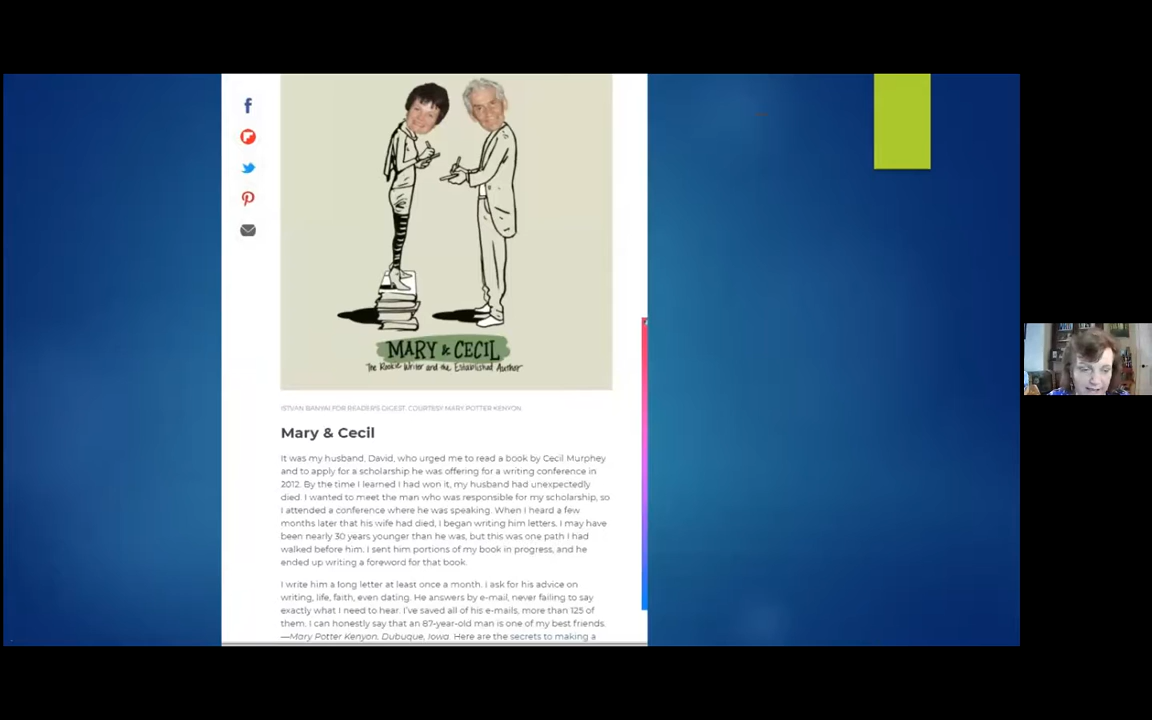 MARY & CECIL
The Rookie Writer and the Established Author
ISTVAN BANYAI FOR READER'S DIGEST. COURTESY MARY POTTER KENYON
Mary & Cecil
It was my husband, David, who urged me to read a book by Cecil Murphey
and to apply for a scholarship he was offering for a writing conference in
2012. By the time I learned I had won it, my husband had unexpectedly
died. I wanted to meet the man who was responsible for my scholarship, so
I attended a conference where he was speaking. When I heard a few
months later that his wife had died, I began writing him letters. I may have
been nearly 30 years younger than he was, but this was one path I had
walked before him. I sent him portions of my book in progress, and he
ended up writing a foreword for that book.
I write him a long letter at least once a month. I ask for his advice on
writing, life, faith, even dating. He answers by e-mail, never failing to say
exactly what I need to hear. I've saved all of his e-mails, more than 125 of
them. I can honestly say that an 87-year-old man is one of my best friends.
—Mary Potter Kenyon, Dubuque, Iowa. Here are the secrets to making a